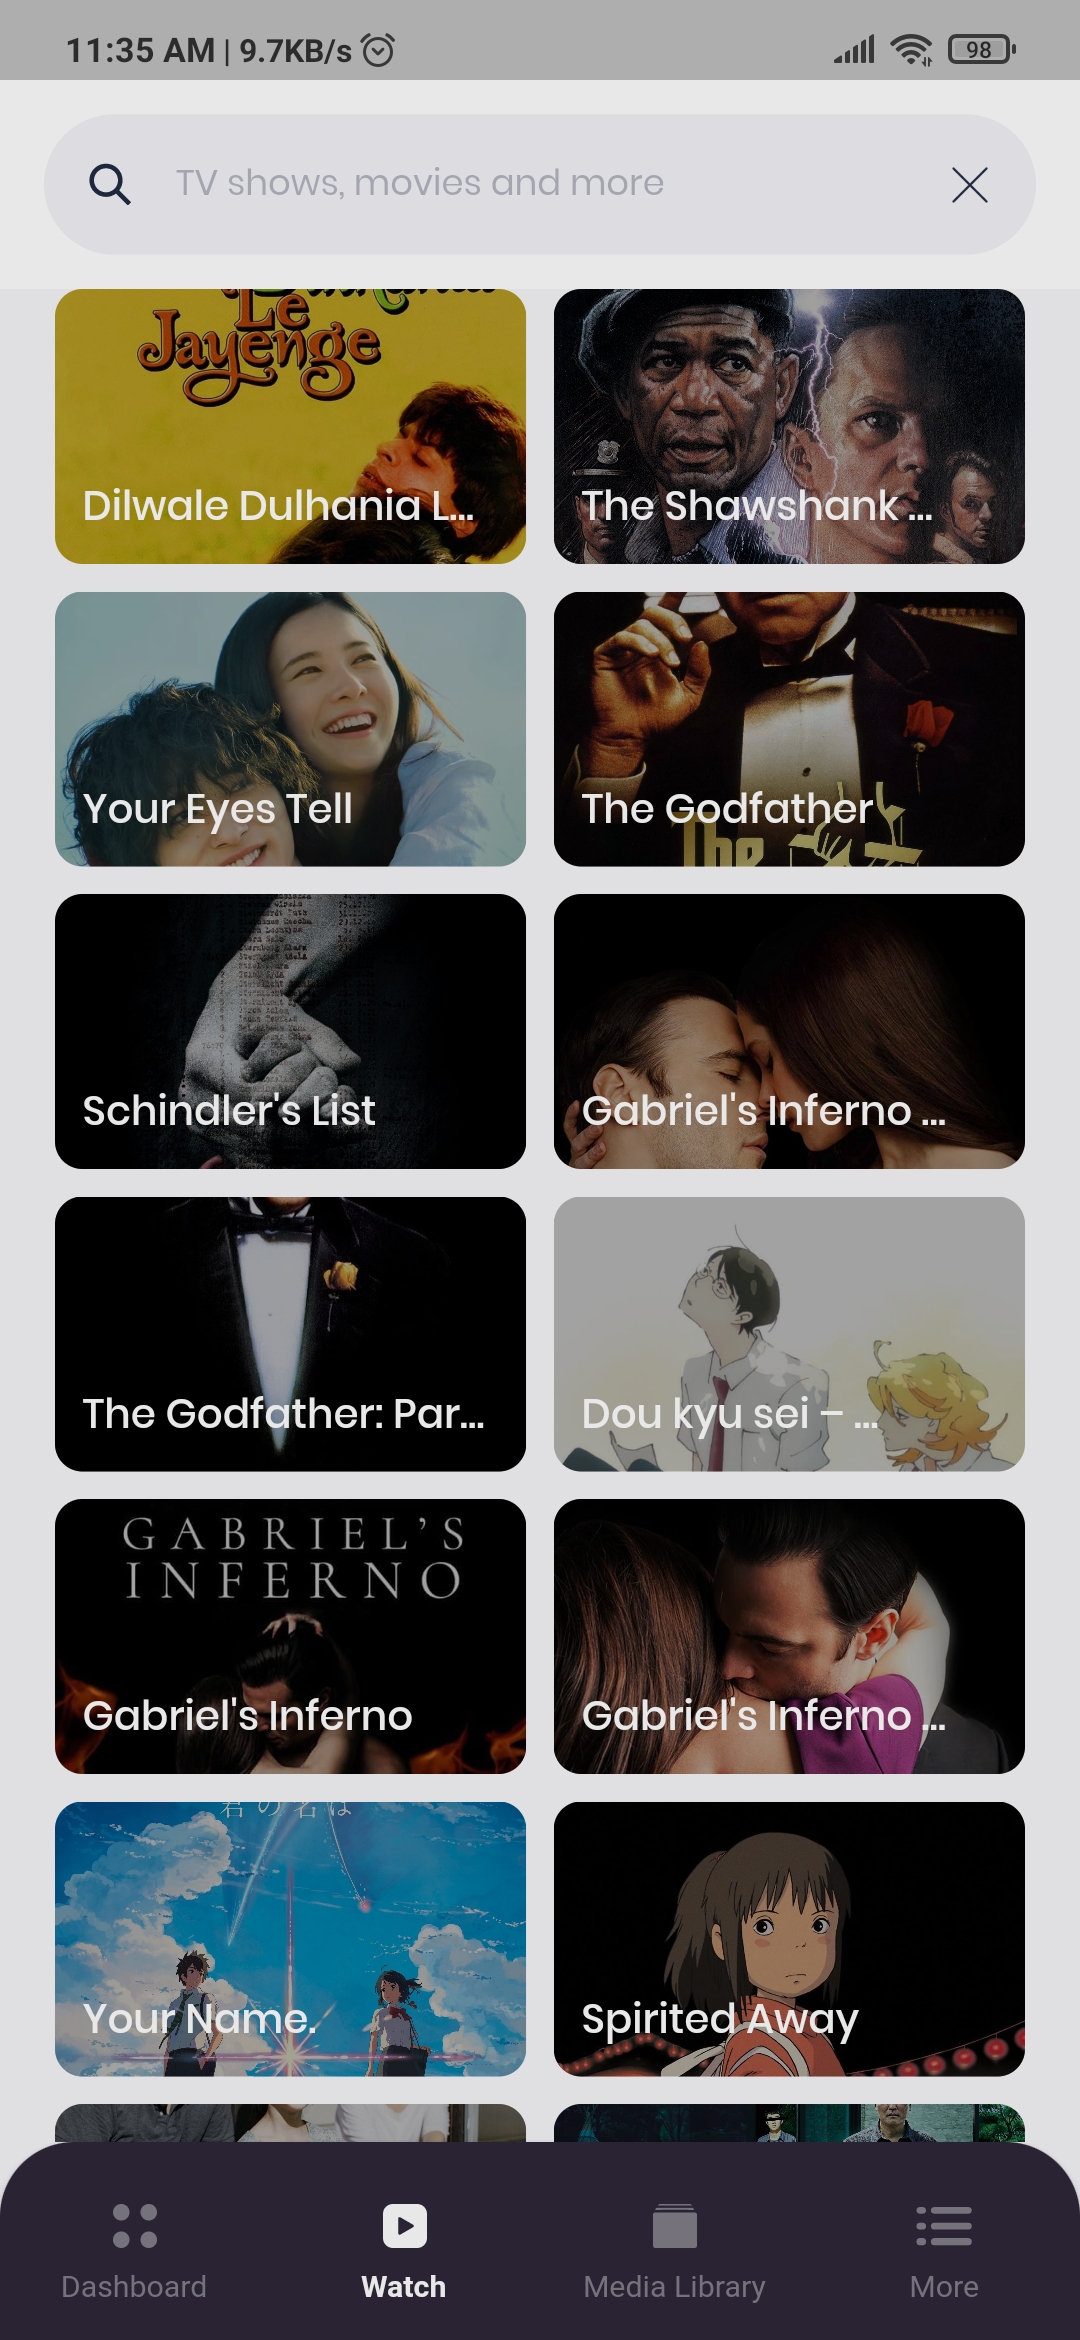 11:35 AM | 9.7KB/s
98
TV shows, movies and more
Le
Jayenge
Dilwale Dulhania L...
The Shawshank ...
Your Eyes Tell
The Godfather
The
Schindler's List
Gabriel's Inferno ...
The Godfather: Par...
Dou kyu sei – ...
GABRIEL'S
INFERNO
Gabriel's Inferno
Gabriel's Inferno ...
君の名は
Your Name.
Spirited Away
Dashboard
Watch
Media Library
More